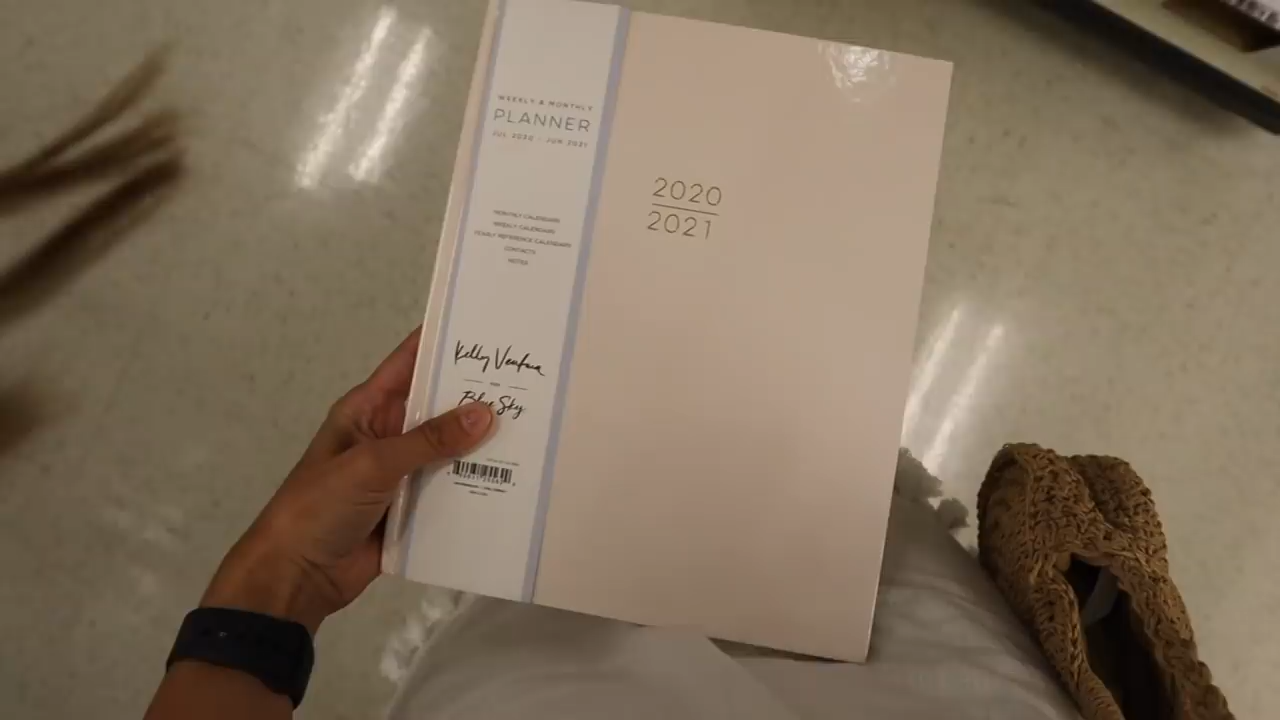 WEEKLY & MONTHLY
PLANNER
JUL 2020 - JUN 2021
MONTHLY CALENDARS
WEEKLY CALENDARS
YEARLY REFERENCE CALENDARS
CONTACTS
NOTES
Kelly Ventura
FOR
Blue Sky
2020
2021